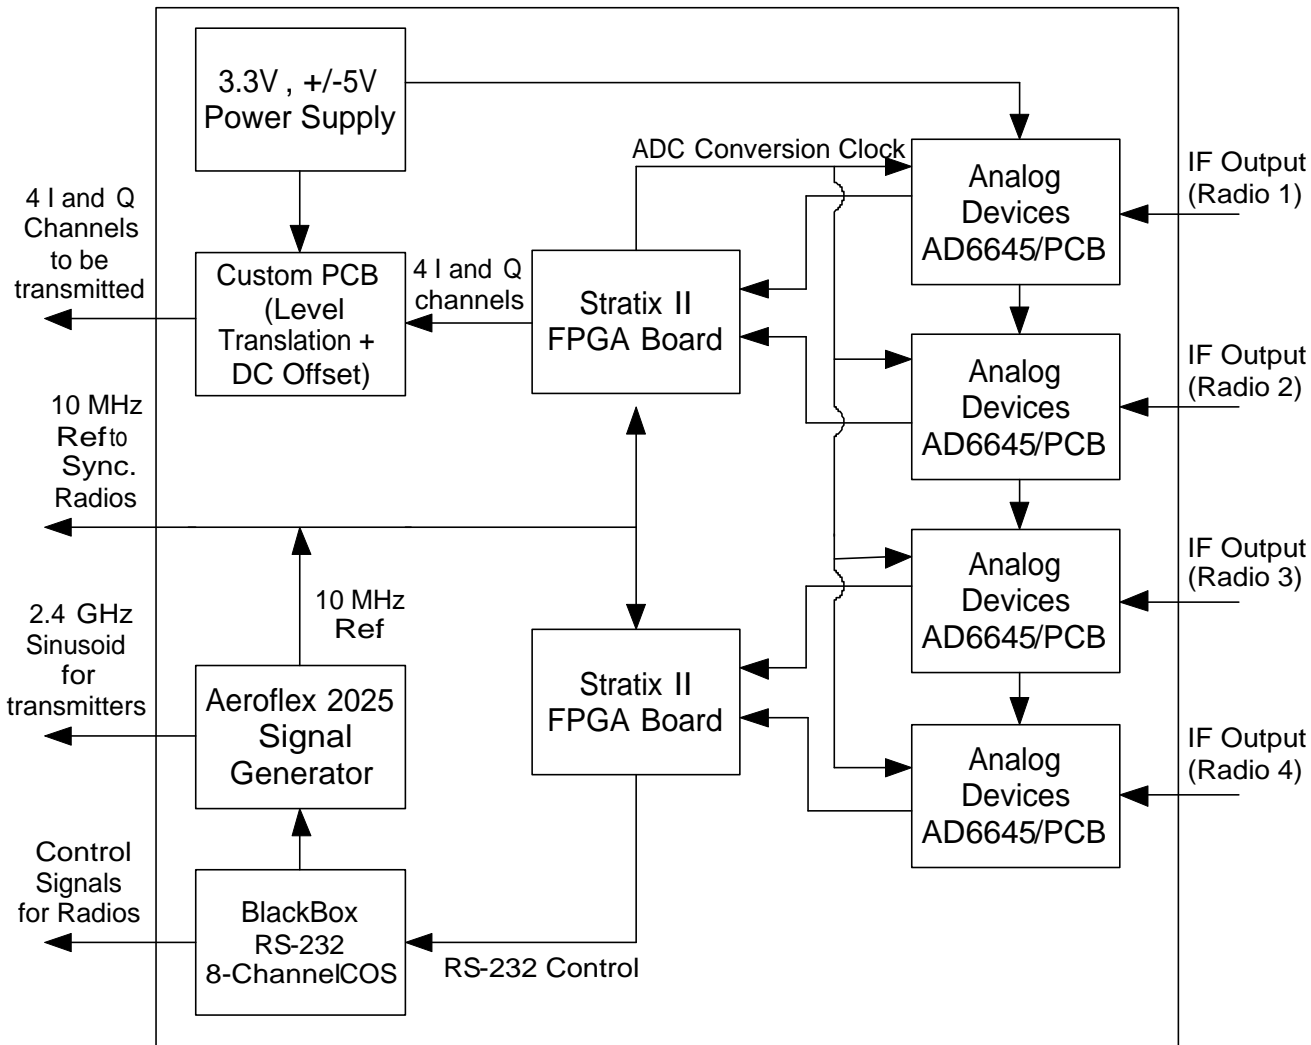 3.3V , +/-5V
Power Supply
ADC Conversion Clock
Analog
Devices
AD6645/PCB
IF Output
(Radio 1)
4 I and Q
Channels
to be
transmitted
Custom PCB
(Level
Translation +
DC Offset)
4 I and Q
channels
Stratix II
FPGA Board
Analog
Devices
AD6645/PCB
IF Output
(Radio 2)
10 MHz
Ref to
Sync.
Radios
10 MHz
Ref
Analog
Devices
AD6645/PCB
IF Output
(Radio 3)
2.4 GHz
Sinusoid
for
transmitters
Aeroflex 2025
Signal
Generator
Stratix II
FPGA Board
Analog
Devices
AD6645/PCB
IF Output
(Radio 4)
Control
Signals
for Radios
BlackBox
RS-232
8-ChannelCOS
RS-232 Control